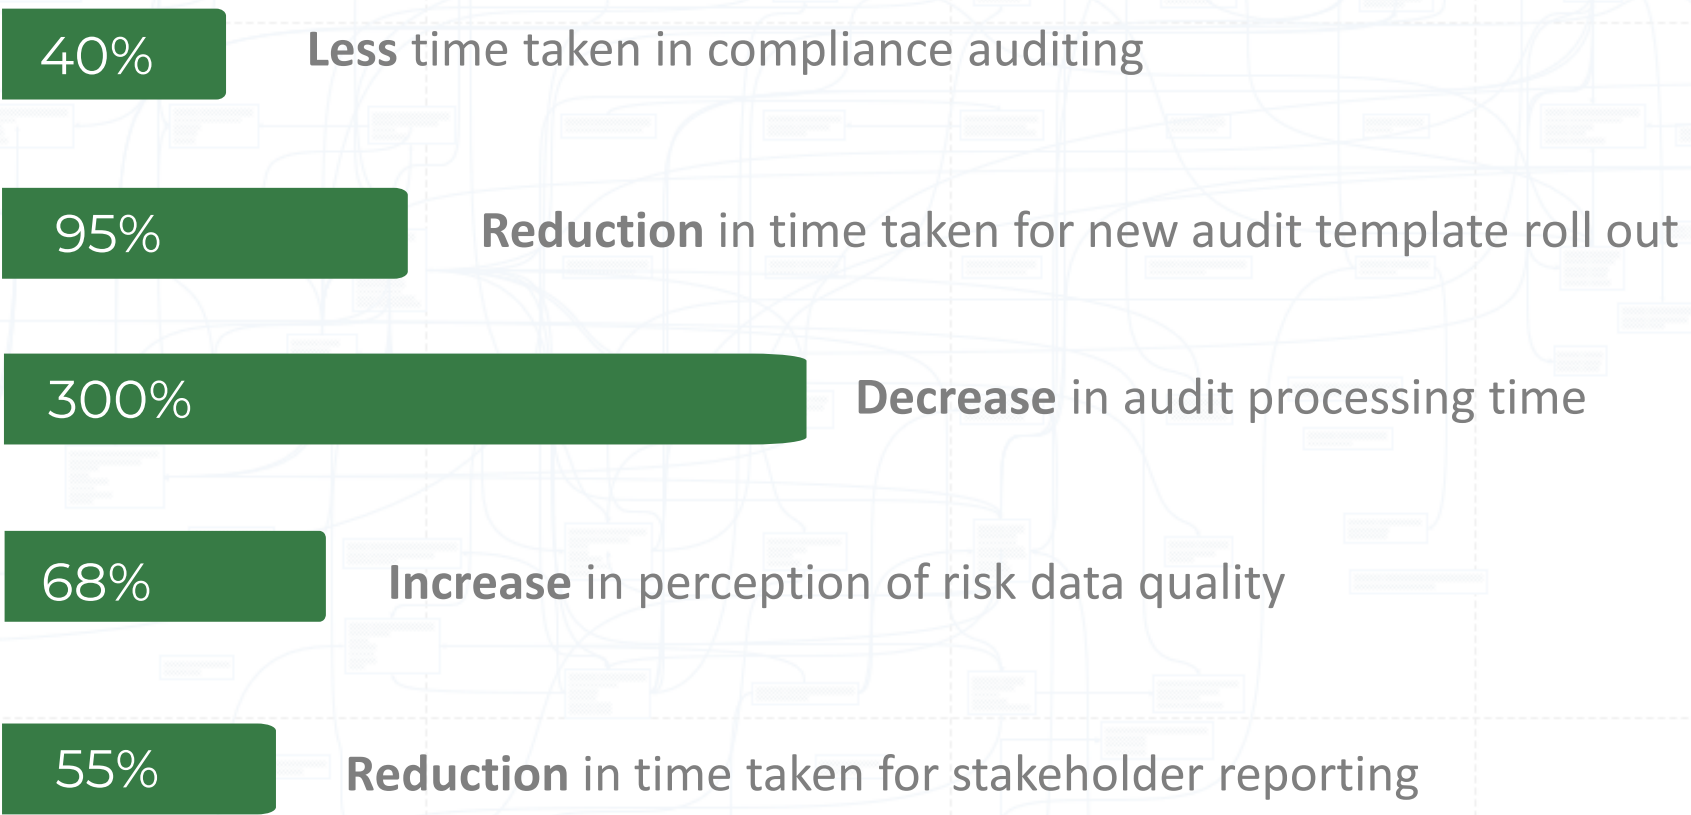 40% Less time taken in compliance auditing
95% Reduction in time taken for new audit template roll out
300% Decrease in audit processing time
68% Increase in perception of risk data quality
55% Reduction in time taken for stakeholder reporting